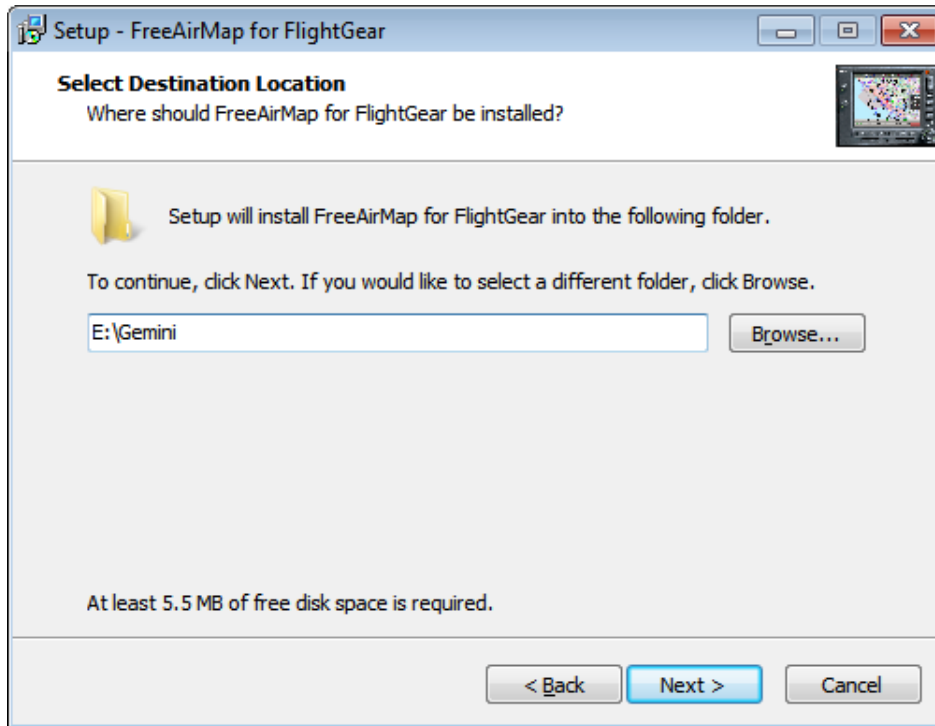 Setup - FreeAirMap for FlightGear
Select Destination Location
Where should FreeAirMap for FlightGear be installed?
Setup will install FreeAirMap for FlightGear into the following folder.
To continue, click Next. If you would like to select a different folder, click Browse.
E:\Gemini
Browse...
At least 5.5 MB of free disk space is required.
< Back
Next >
Cancel